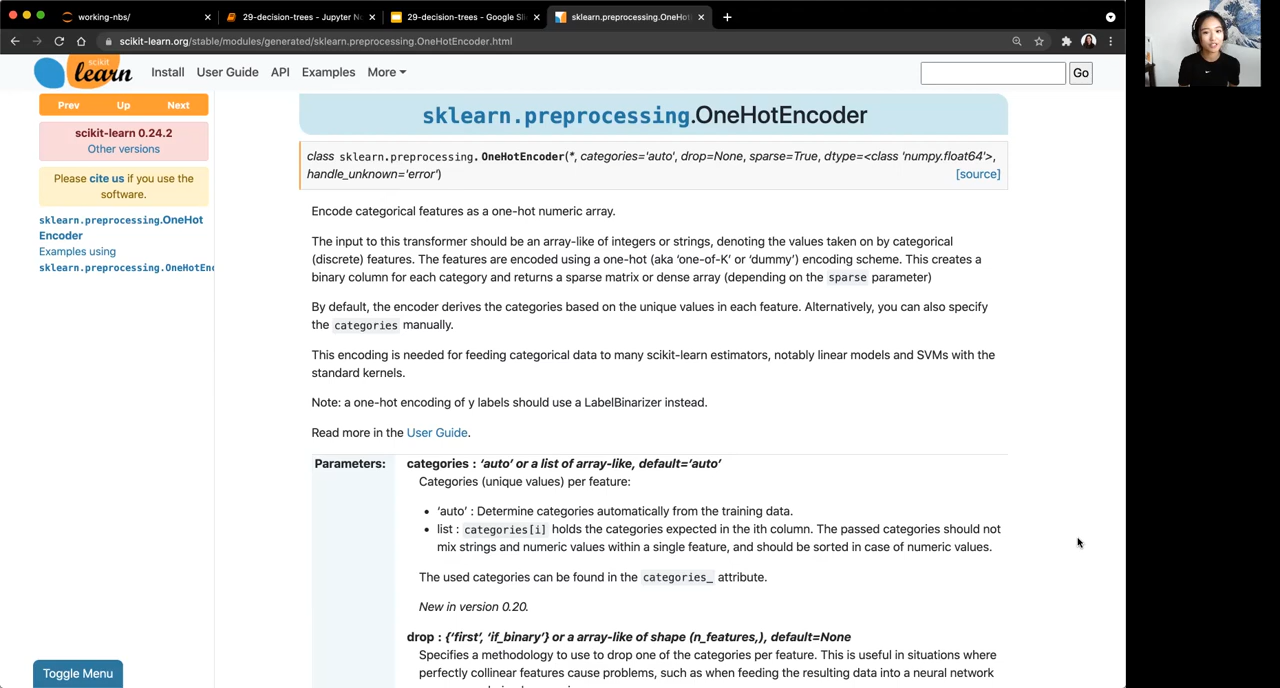 working-nbs/
29-decision-trees - Jupyter N
29-decision-trees - Google Sli
sklearn.preprocessing.OneHotE
scikit-learn.org/stable/modules/generated/sklearn.preprocessing.OneHotEncoder.html
scikit
learn
Install User Guide API Examples More
Go
Prev Up Next
scikit-learn 0.24.2
Other versions
Please cite us if you use the
software.
sklearn.preprocessing.OneHot
Encoder
Examples using
sklearn.preprocessing.OneHotEnc
sklearn.preprocessing.OneHotEncoder
class sklearn.preprocessing.OneHotEncoder(*, categories='auto', drop=None, sparse=True, dtype=<class 'numpy.float64'>,
handle_unknown='error') [source]
Encode categorical features as a one-hot numeric array.
The input to this transformer should be an array-like of integers or strings, denoting the values taken on by categorical
(discrete) features. The features are encoded using a one-hot (aka ‘one-of-K’ or ‘dummy’) encoding scheme. This creates a
binary column for each category and returns a sparse matrix or dense array (depending on the sparse parameter)
By default, the encoder derives the categories based on the unique values in each feature. Alternatively, you can also specify
the categories manually.
This encoding is needed for feeding categorical data to many scikit-learn estimators, notably linear models and SVMs with the
standard kernels.
Note: a one-hot encoding of y labels should use a LabelBinarizer instead.
Read more in the User Guide.
Parameters: categories : ‘auto’ or a list of array-like, default=’auto’
Categories (unique values) per feature:
• ‘auto’ : Determine categories automatically from the training data.
• list : categories[i] holds the categories expected in the ith column. The passed categories should not
mix strings and numeric values within a single feature, and should be sorted in case of numeric values.
The used categories can be found in the categories_ attribute.
New in version 0.20.
drop : {‘first’, ‘if_binary’} or a array-like of shape (n_features,), default=None
Specifies a methodology to use to drop one of the categories per feature. This is useful in situations where
perfectly collinear features cause problems, such as when feeding the resulting data into a neural network
Toggle Menu